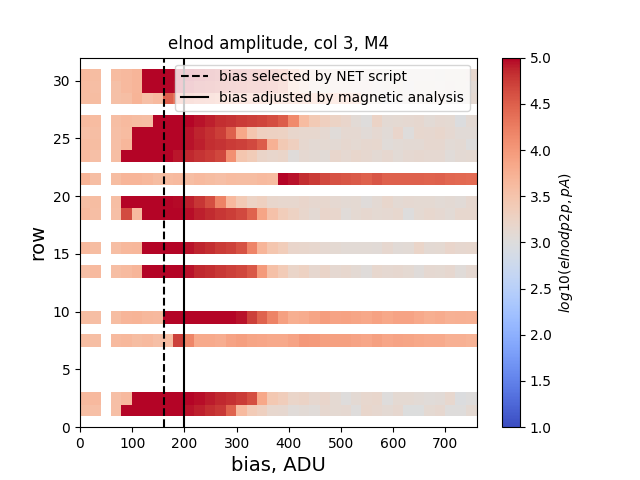 elnod amplitude, col 3, M4
bias selected by NET script
bias adjusted by magnetic analysis
row
30
25
20
15
10
5
0
0 100 200 300 400 500 600 700
bias, ADU
5.0
4.5
4.0
3.5
3.0
2.5
2.0
1.5
1.0
log10(elnodp2p, pA)